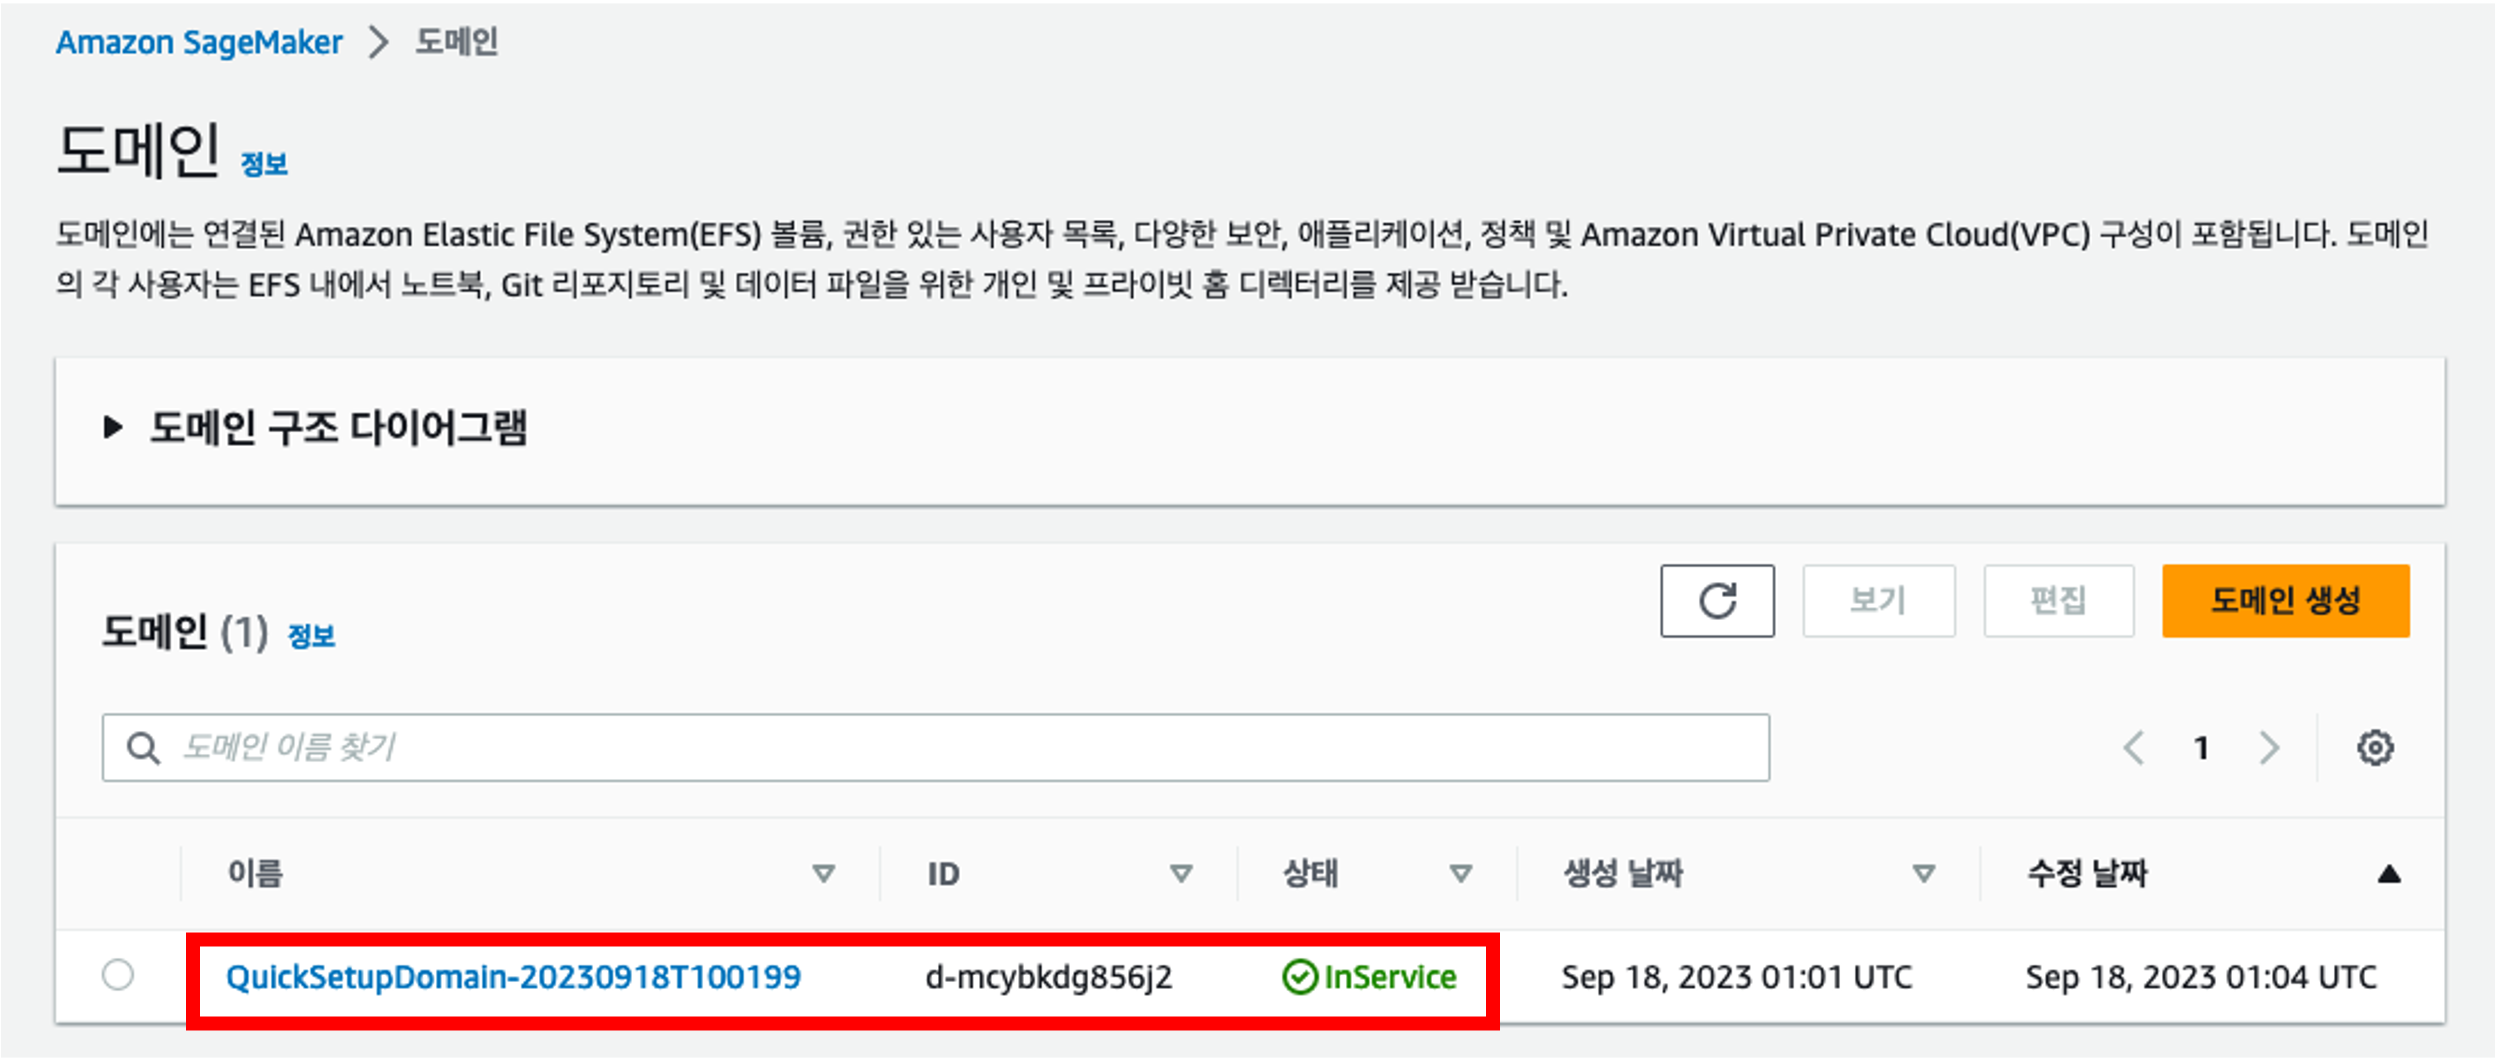 Amazon SageMaker > 도메인
도메인 정보
도메인에는 연결된 Amazon Elastic File System(EFS) 볼륨, 권한 있는 사용자 목록, 다양한 보안, 애플리케이션, 정책 및 Amazon Virtual Private Cloud(VPC) 구성이 포함됩니다. 도메인
의 각 사용자는 EFS 내에서 노트북, Git 리포지토리 및 데이터 파일을 위한 개인 및 프라이빗 홈 디렉터리를 제공 받습니다.
도메인 구조 다이어그램
도메인 (1) 정보
보기 편집 도메인 생성
도메인 이름 찾기
1
이름 ID 상태 생성 날짜 수정 날짜
QuickSetupDomain-20230918T100199 d-mcybkdg856j2 InService Sep 18, 2023 01:01 UTC Sep 18, 2023 01:04 UTC